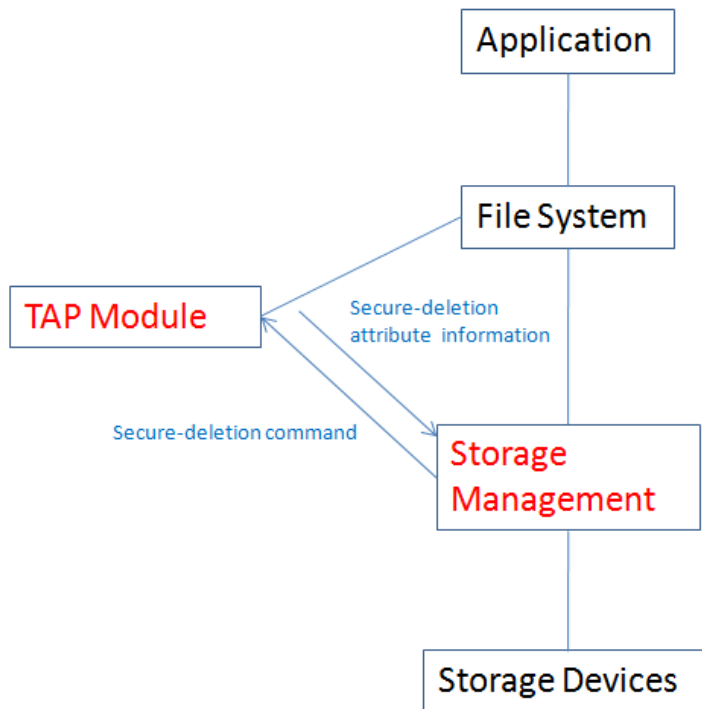 Application
File System
TAP Module
Secure-deletion
attribute information
Secure-deletion command
Storage
Management
Storage Devices